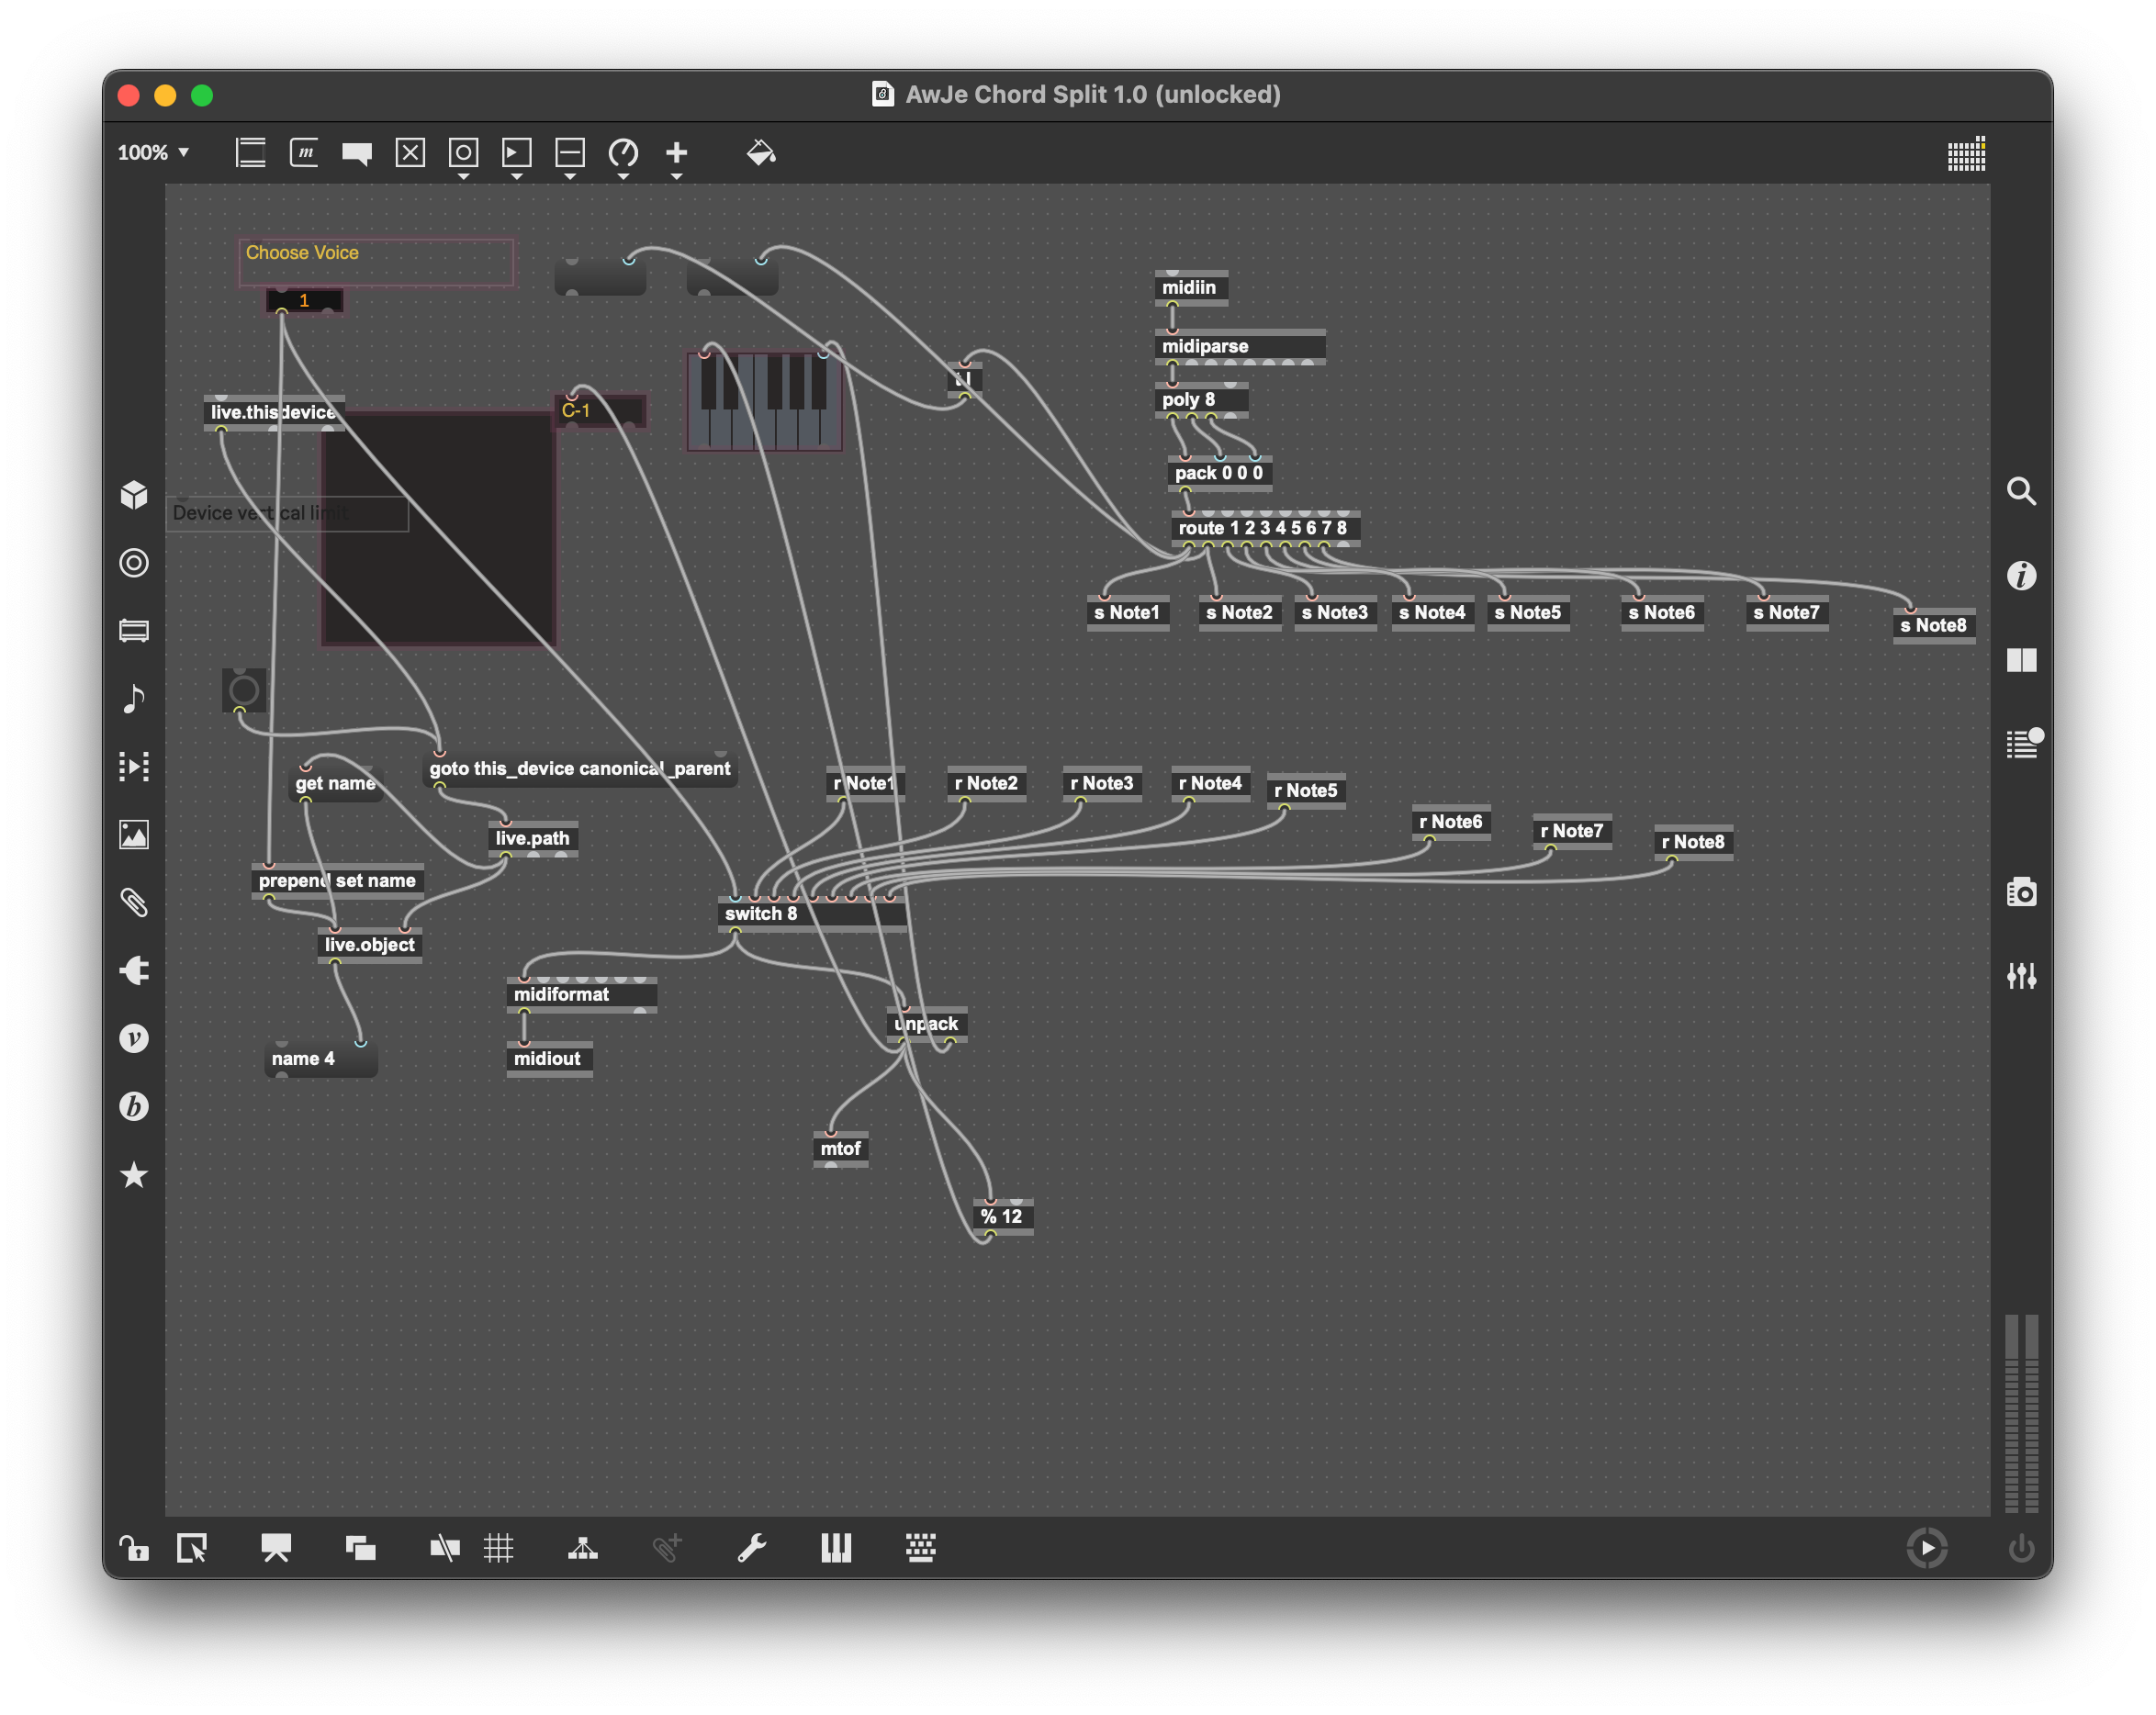 AwJe Chord Split 1.0 (unlocked)
100%
m
Choose Voice
1
midiin
midiparse
t l
live.thisdevice
C-1
poly 8
pack 0 0 0
Device vertical limit
route 1 2 3 4 5 6 7 8
s Note1
s Note2
s Note3
s Note4
s Note5
s Note6
s Note7
s Note8
get name
goto this_device canonical_parent
r Note1
r Note2
r Note3
r Note4
r Note5
r Note6
r Note7
r Note8
live.path
prepend set name
switch 8
live.object
midiformat
unpack
name 4
midiout
mtof
% 12